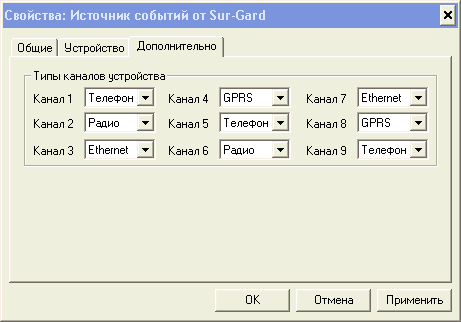 Свойства: Источник событий от Sur-Gard
Общие Устройство Дополнительно
Типы каналов устройства
Канал 1 Телефон Канал 4 GPRS Канал 7 Ethernet
Канал 2 Радио Канал 5 Телефон Канал 8 GPRS
Канал 3 Ethernet Канал 6 Радио Канал 9 Телефон
OK Отмена Применить